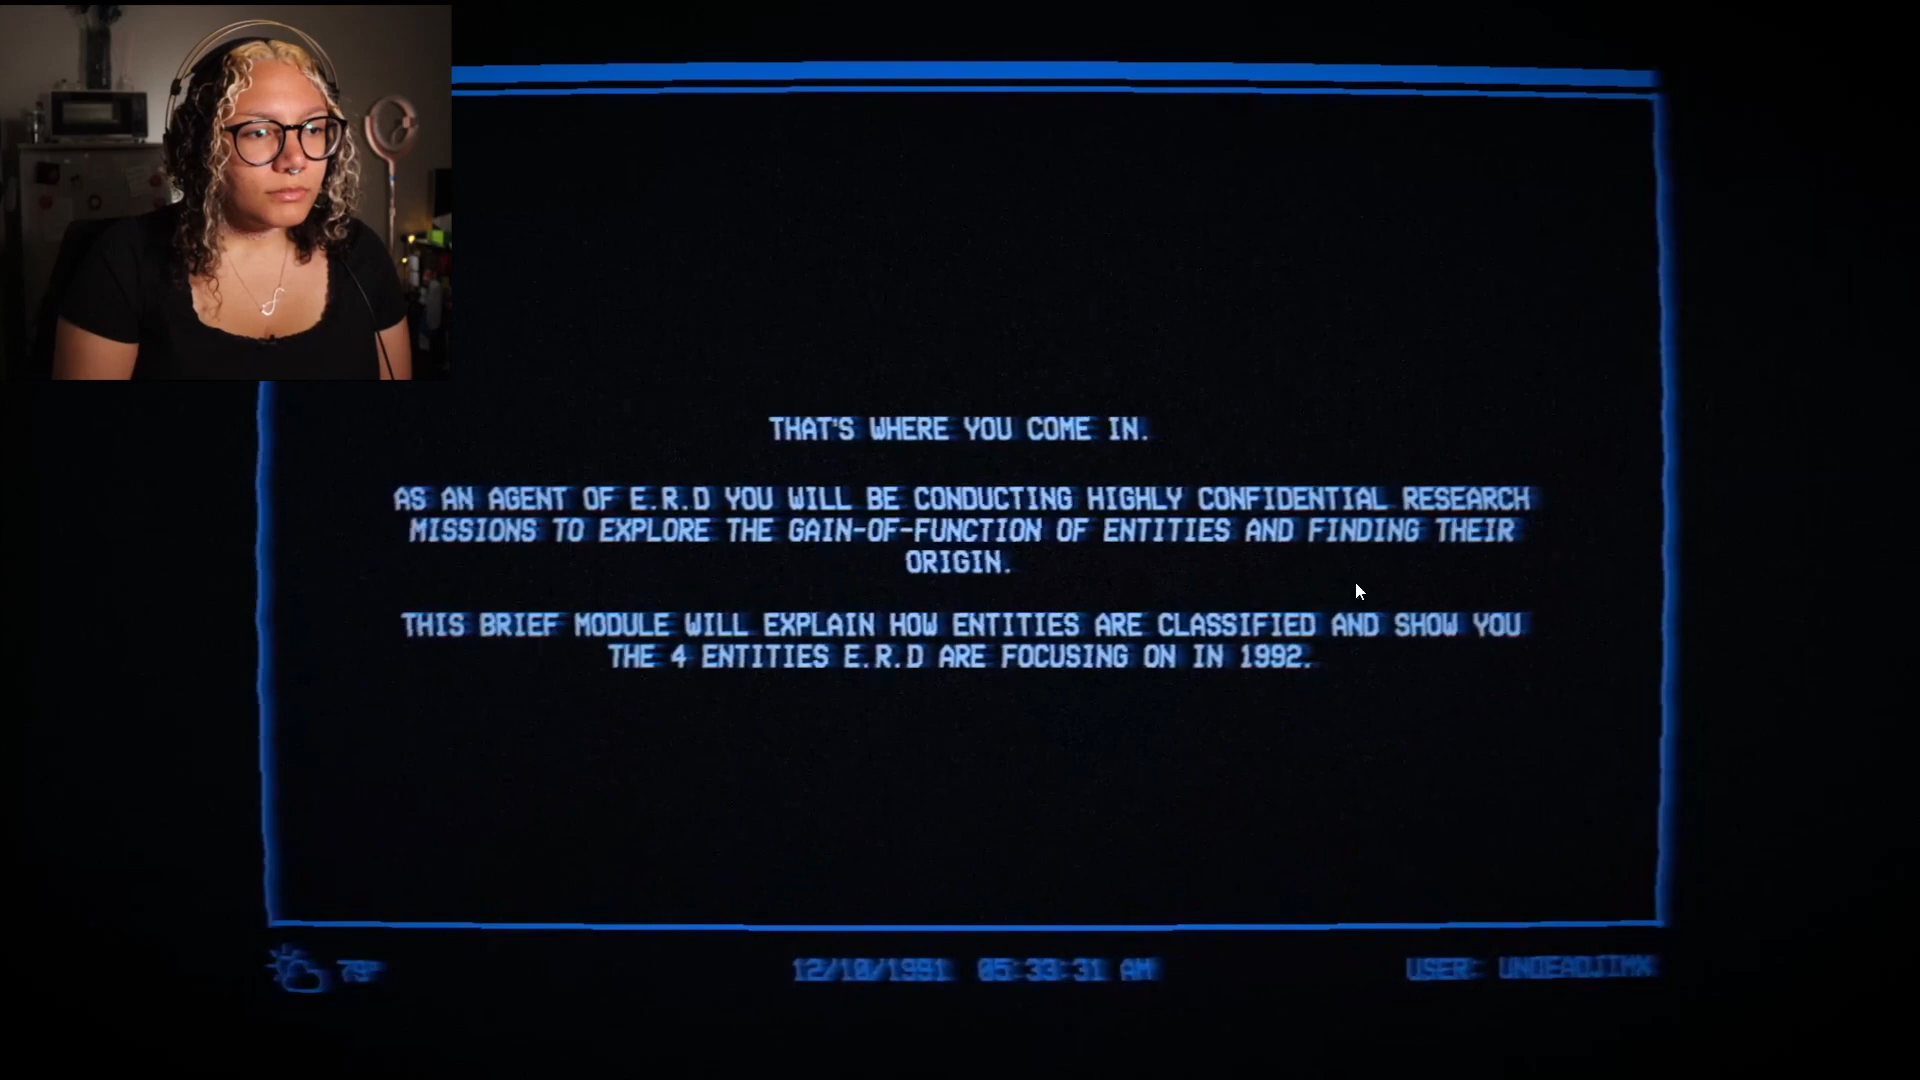 THAT'S WHERE YOU COME IN.
AS AN AGENT OF E.R.D YOU WILL BE CONDUCTING HIGHLY CONFIDENTIAL RESEARCH
MISSIONS TO EXPLORE THE GAIN-OF-FUNCTION OF ENTITIES AND FINDING THEIR
ORIGIN.
THIS BRIEF MODULE WILL EXPLAIN HOW ENTITIES ARE CLASSIFIED AND SHOW YOU
THE 4 ENTITIES E.R.D ARE FOCUSING ON IN 1992.
79° 12/10/1991 05:33:31 AM USER: UNDEADJIMX